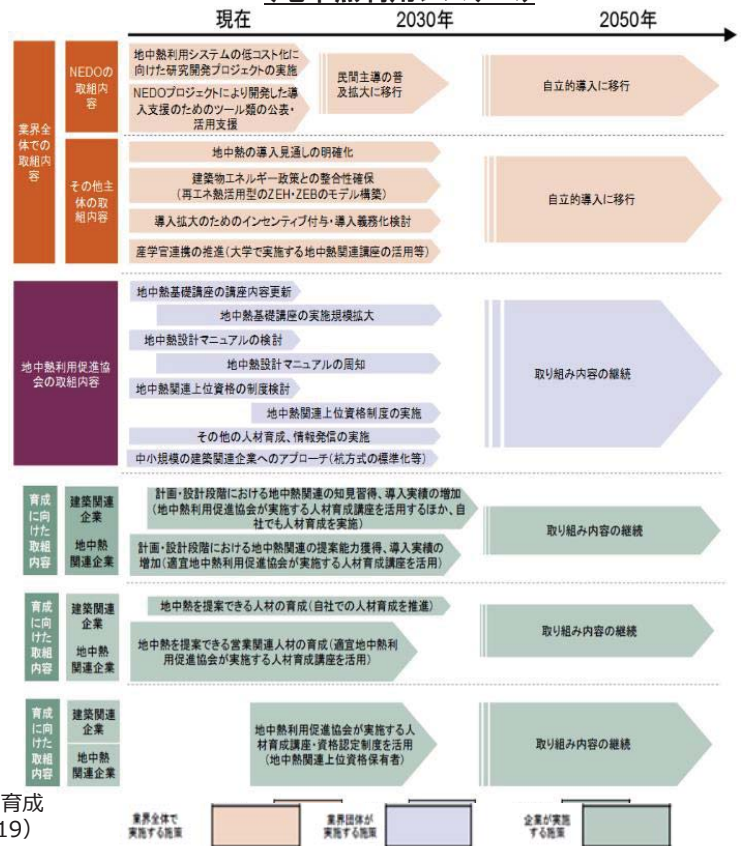 現在
2030年
2050年
業界全
体での
取組内
容
NEDOの
取組内
容
地中熱利用システムの低コスト化に
向けた研究開発プロジェクトの実施
NEDOプロジェクトにより開発した導
入支援のためのツール類の公表・
活用支援
民間主導の普
及拡大に移行
自立的導入に移行
その他主
体の取
組内容
地中熱の導入見通しの明確化
建築物エネルギー政策との整合性確保
(再エネ熱活用型のZEH・ZEBのモデル構築)
導入拡大のためのインセンティブ付与・導入義務化検討
産学官連携の推進(大学で実施する地中熱関連講座の活用等)
自立的導入に移行
地中熱利用促進協
会の取組内容
地中熱基礎講座の講座内容更新
地中熱基礎講座の実施規模拡大
地中熱設計マニュアルの検討
地中熱設計マニュアルの周知
地中熱関連上位資格の制度検討
地中熱関連上位資格制度の実施
その他の人材育成、情報発信の実施
中小規模の建築関連企業へのアプローチ(杭方式の標準化等)
取り組み内容の継続
育成
に向
けた
取組
内容
建築関連
企業
地中熱
関連企業
計画・設計段階における地中熱関連の知見習得、導入実績の増加
(地中熱利用促進協会が実施する人材育成講座を活用するほか、自
社でも人材育成を実施)
計画・設計段階における地中熱関連の提案能力獲得、導入実績の
増加(適宜地中熱利用促進協会が実施する人材育成講座を活用)
取り組み内容の継続
育成
に向
けた
取組
内容
建築関連
企業
地中熱
関連企業
地中熱を提案できる人材の育成(自社での人材育成を推進)
地中熱を提案できる営業関連人材の育成(適宜地中熱利
用促進協会が実施する人材育成講座を活用)
取り組み内容の継続
育成
に向
けた
取組
内容
建築関連
企業
地中熱
関連企業
地中熱利用促進協会が実施する人
材育成講座・資格認定制度を活用
(地中熱関連上位資格保有者)
取り組み内容の継続
育成
19)
業界全体で
実施する施策
業界団体が
実施する施策
企業が実施
する施策